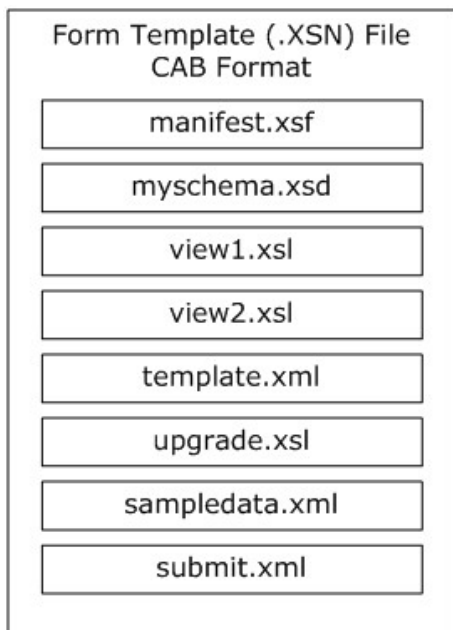 Form Template (.XSN) File
CAB Format
manifest.xsf
myschema.xsd
view1.xsl
view2.xsl
template.xml
upgrade.xsl
sampledata.xml
submit.xml